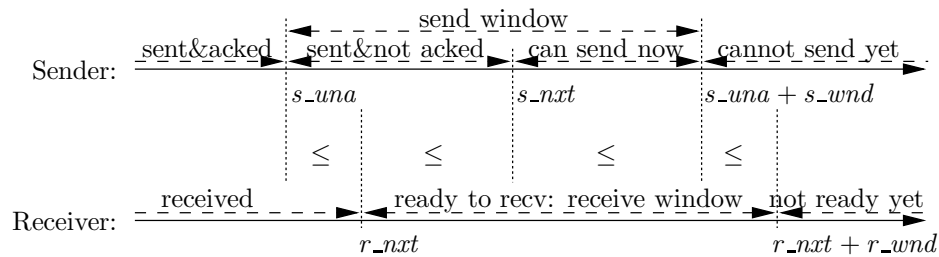 send window
sent&acked sent&not acked can send now cannot send yet
Sender:
s_una s_nxt s_una + s_wnd
≤ ≤ ≤ ≤
received ready to recv: receive window not ready yet
Receiver:
r_nxt r_nxt + r_wnd